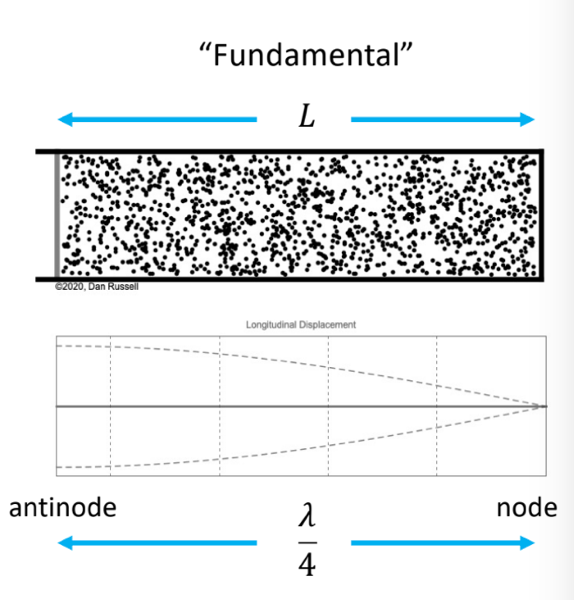 “Fundamental”
L
©2020, Dan Russell
Longitudinal Displacement
antinode
λ
4
node